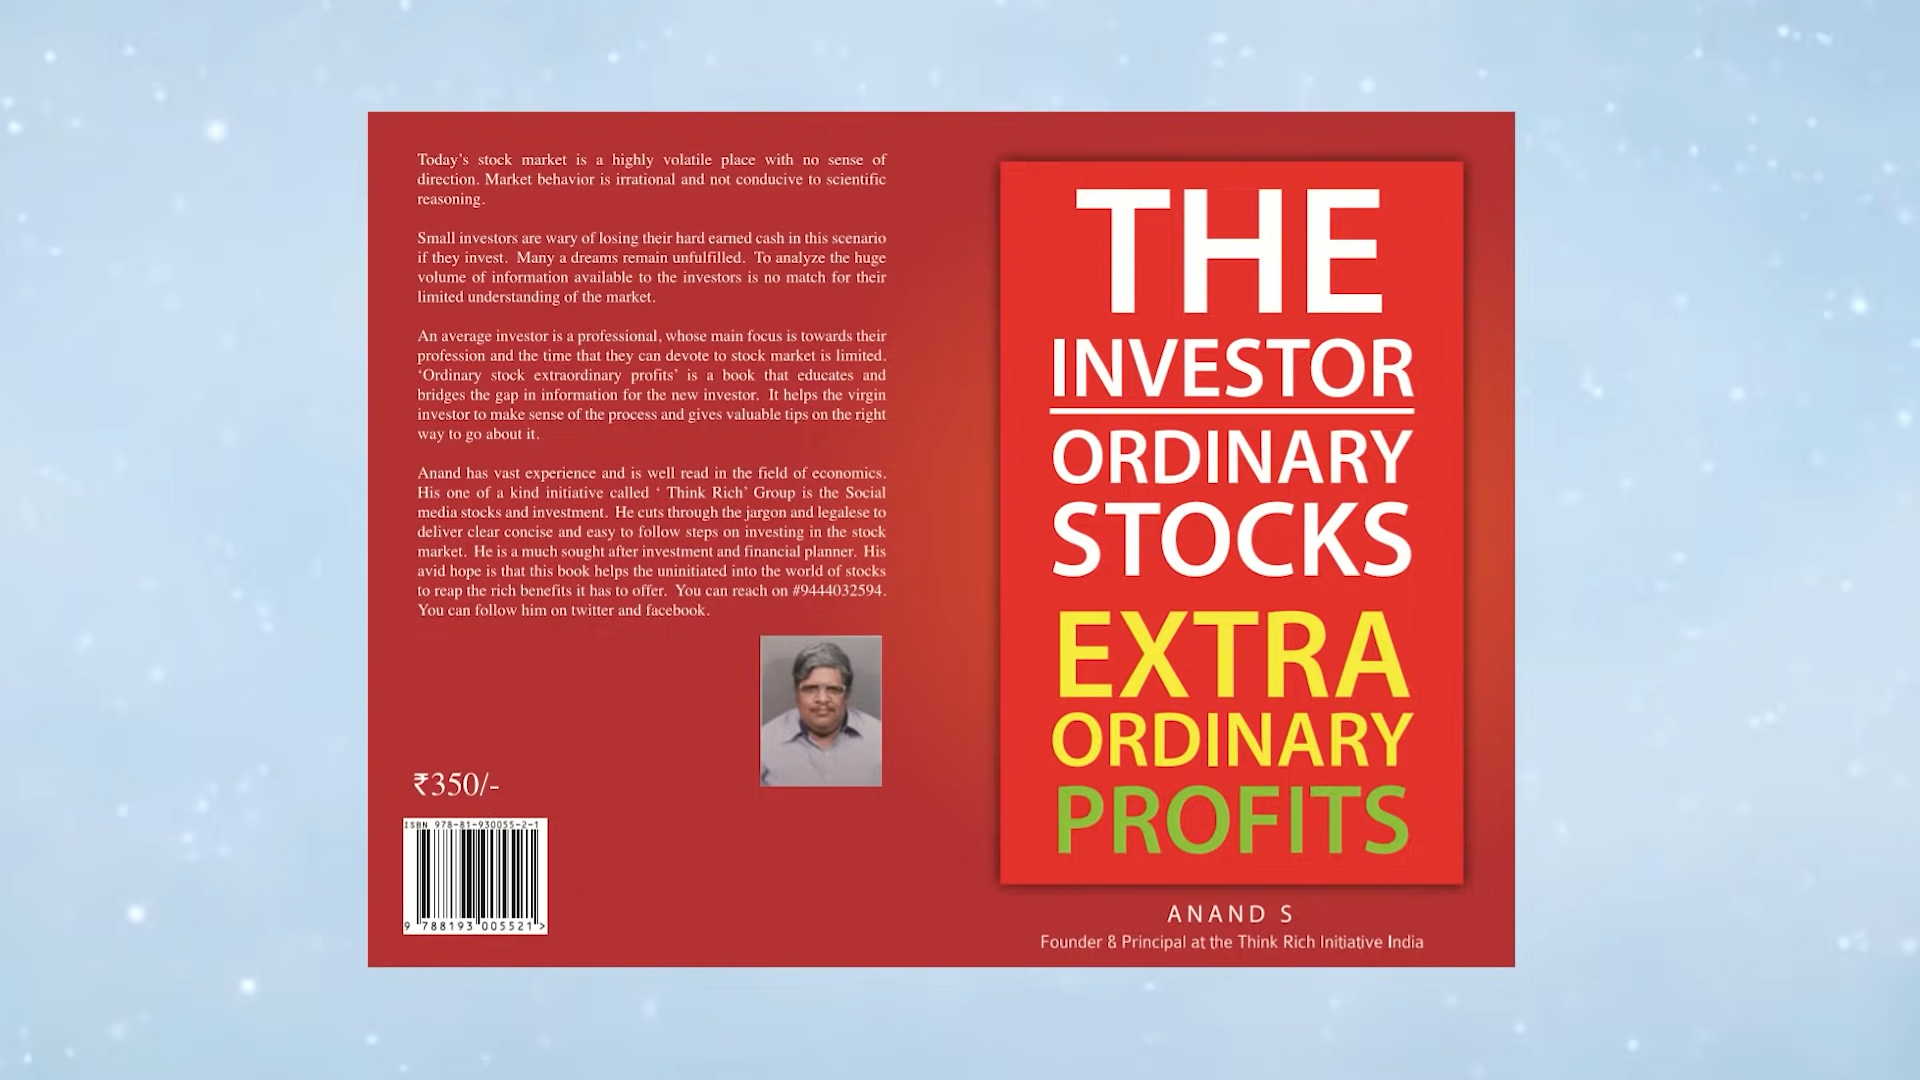 Today's stock market is a highly volatile place with no sense of
direction. Market behavior is irrational and not conducive to scientific
reasoning.
Small investors are wary of losing their hard earned cash in this scenario
if they invest. Many a dreams remain unfulfilled. To analyze the huge
volume of information available to the investors is no match for their
limited understanding of the market.
An average investor is a professional, whose main focus is towards their
profession and the time that they can devote to stock market is limited.
‘Ordinary stock extraordinary profits’ is a book that educates and
bridges the gap in information for the new investor. It helps the virgin
investor to make sense of the process and gives valuable tips on the right
way to go about it.
Anand has vast experience and is well read in the field of economics.
His one of a kind initiative called ‘ Think Rich’ Group is the Social
media stocks and investment. He cuts through the jargon and legalese to
deliver clear concise and easy to follow steps on investing in the stock
market. He is a much sought after investment and financial planner. His
avid hope is that this book helps the uninitiated into the world of stocks
to reap the rich benefits it has to offer. You can reach on #9444032594.
You can follow him on twitter and facebook.
₹350/-
ISBN 978-81-930055-2-1
9 788193 005521 >
THE
INVESTOR
ORDINARY
STOCKS
EXTRA
ORDINARY
PROFITS
ANAND S
Founder & Principal at the Think Rich Initiative India